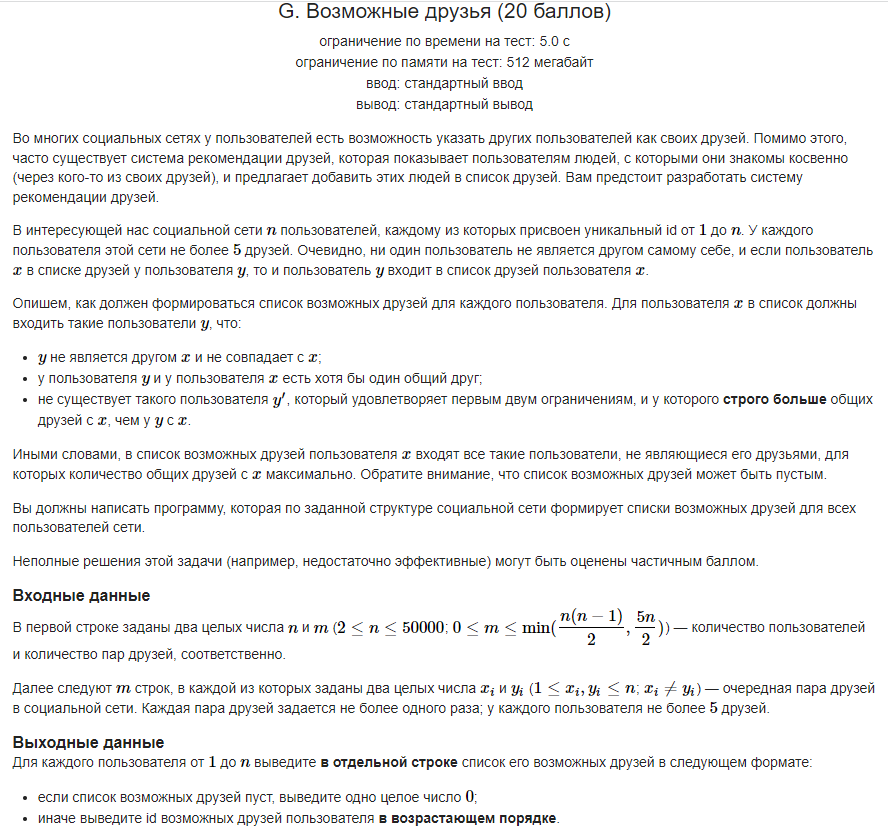 G. Возможные друзья (20 баллов)
ограничение по времени на тест: 5.0 с
ограничение по памяти на тест: 512 мегабайт
ввод: стандартный ввод
вывод: стандартный вывод
Во многих социальных сетях у пользователей есть возможность указать других пользователей как своих друзей. Помимо этого,
часто существует система рекомендации друзей, которая показывает пользователям людей, с которыми они знакомы косвенно
(через кого-то из своих друзей), и предлагает добавить этих людей в список друзей. Вам предстоит разработать систему
рекомендации друзей.
В интересующей нас социальной сети n пользователей, каждому из которых присвоен уникальный id от 1 до n. У каждого
пользователя этой сети не более 5 друзей. Очевидно, ни один пользователь не является другом самому себе, и если пользователь
x в списке друзей у пользователя y, то и пользователь y входит в список друзей пользователя x.
Опишем, как должен формироваться список возможных друзей для каждого пользователя. Для пользователя x в список должны
входить такие пользователи y, что:
• y не является другом x и не совпадает с x;
• у пользователя y и у пользователя x есть хотя бы один общий друг;
• не существует такого пользователя y′, который удовлетворяет первым двум ограничениям, и у которого строго больше общих
друзей с x, чем у y с x.
Иными словами, в список возможных друзей пользователя x входят все такие пользователи, не являющиеся его друзьями, для
которых количество общих друзей с x максимально. Обратите внимание, что список возможных друзей может быть пустым.
Вы должны написать программу, которая по заданной структуре социальной сети формирует списки возможных друзей для всех
пользователей сети.
Неполные решения этой задачи (например, недостаточно эффективные) могут быть оценены частичным баллом.
Входные данные
В первой строке заданы два целых числа n и m (2 ≤ n ≤ 50000; 0 ≤ m ≤ min(n(n − 1)/2, 5n/2)) — количество пользователей
и количество пар друзей, соответственно.
Далее следуют m строк, в каждой из которых заданы два целых числа xᵢ и yᵢ (1 ≤ xᵢ, yᵢ ≤ n; xᵢ ≠ yᵢ) — очередная пара друзей
в социальной сети. Каждая пара друзей задается не более одного раза; у каждого пользователя не более 5 друзей.
Выходные данные
Для каждого пользователя от 1 до n выведите в отдельной строке список его возможных друзей в следующем формате:
• если список возможных друзей пуст, выведите одно целое число 0;
• иначе выведите id возможных друзей пользователя в возрастающем порядке.